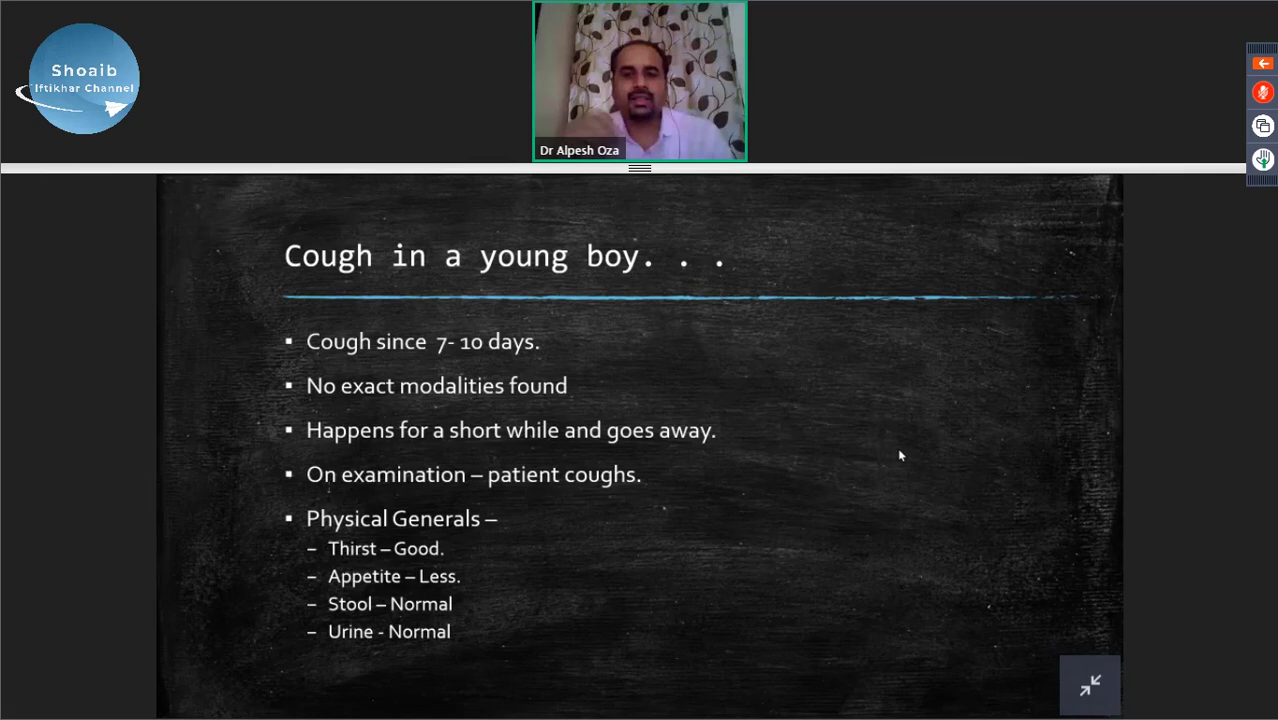 Shoaib
Iftikhar Channel
Dr Alpesh Oza
Cough in a young boy. . .
▪ Cough since 7- 10 days.
▪ No exact modalities found
▪ Happens for a short while and goes away.
▪ On examination – patient coughs.
▪ Physical Generals –
– Thirst – Good.
– Appetite – Less.
– Stool – Normal
– Urine - Normal